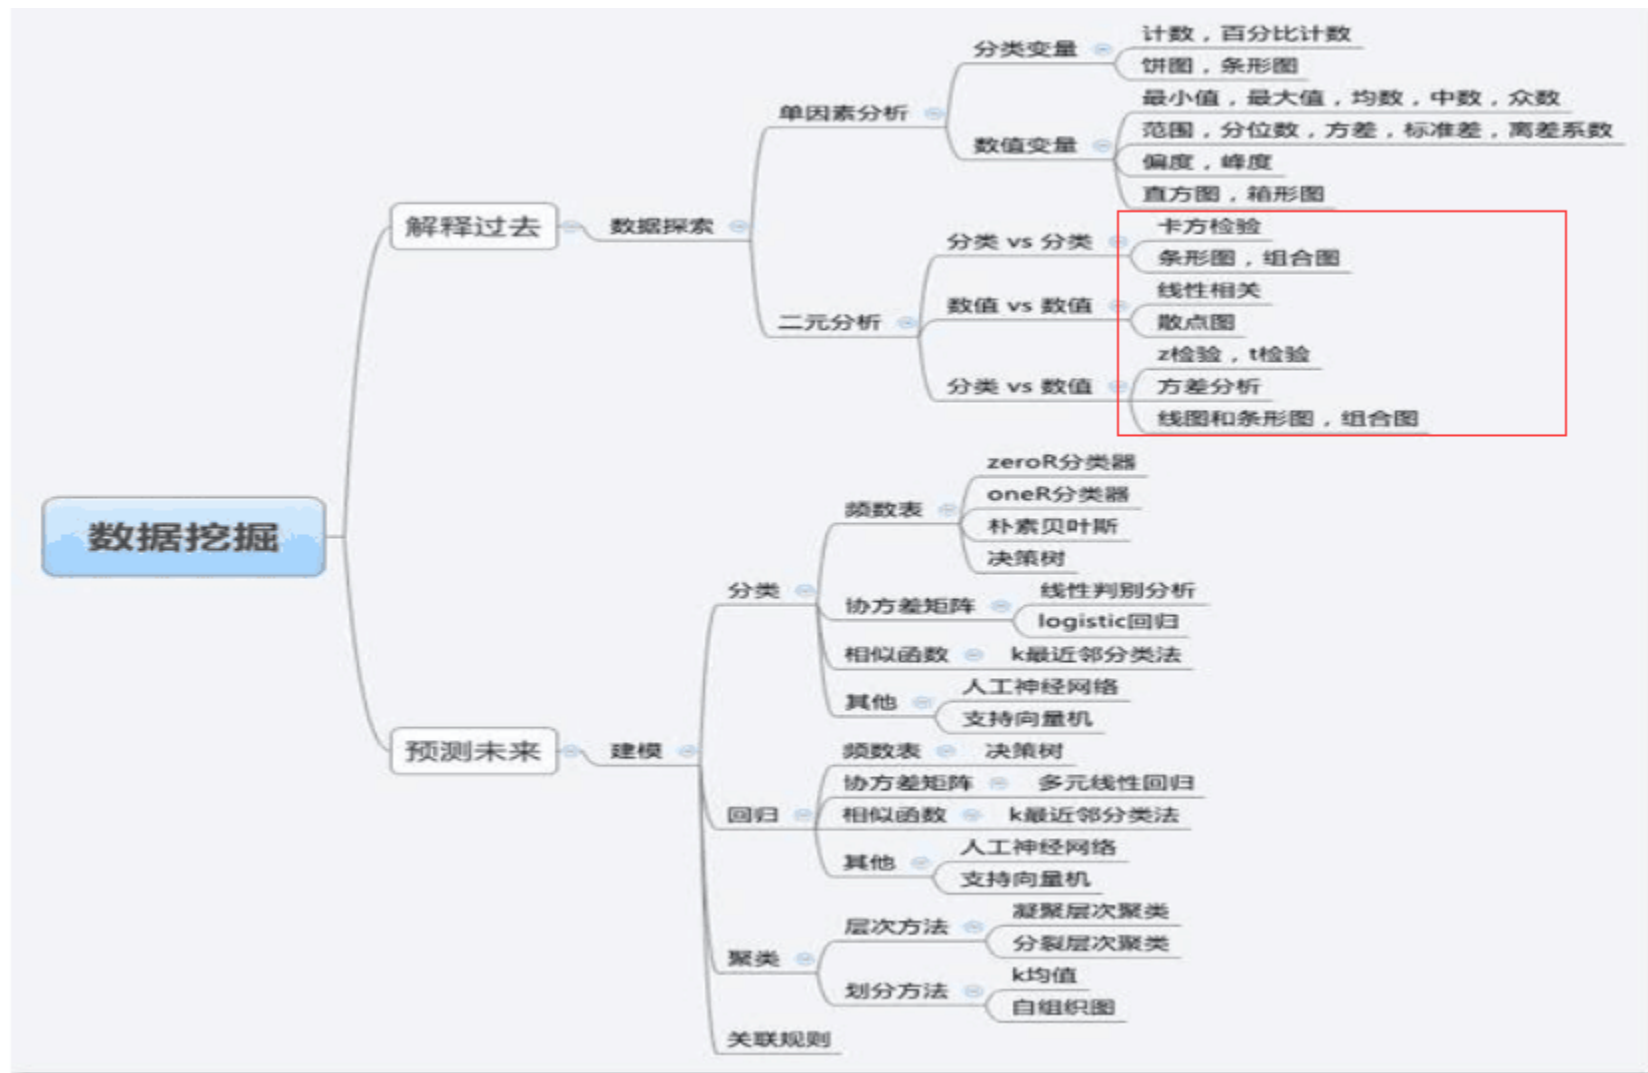 数据挖掘
解释过去
数据探索
单因素分析
分类变量
计数，百分比计数
饼图，条形图
数值变量
最小值，最大值，均数，中数，众数
范围，分位数，方差，标准差，离差系数
偏度，峰度
直方图，箱形图
二元分析
分类 vs 分类
卡方检验
条形图，组合图
数值 vs 数值
线性相关
散点图
分类 vs 数值
z检验，t检验
方差分析
线图和条形图，组合图
预测未来
建模
分类
频数表
zeroR分类器
oneR分类器
朴素贝叶斯
决策树
协方差矩阵
线性判别分析
logistic回归
相似函数
k最近邻分类法
其他
人工神经网络
支持向量机
回归
频数表
决策树
协方差矩阵
多元线性回归
相似函数
k最近邻分类法
其他
人工神经网络
支持向量机
聚类
层次方法
凝聚层次聚类
分裂层次聚类
划分方法
k均值
自组织图
关联规则